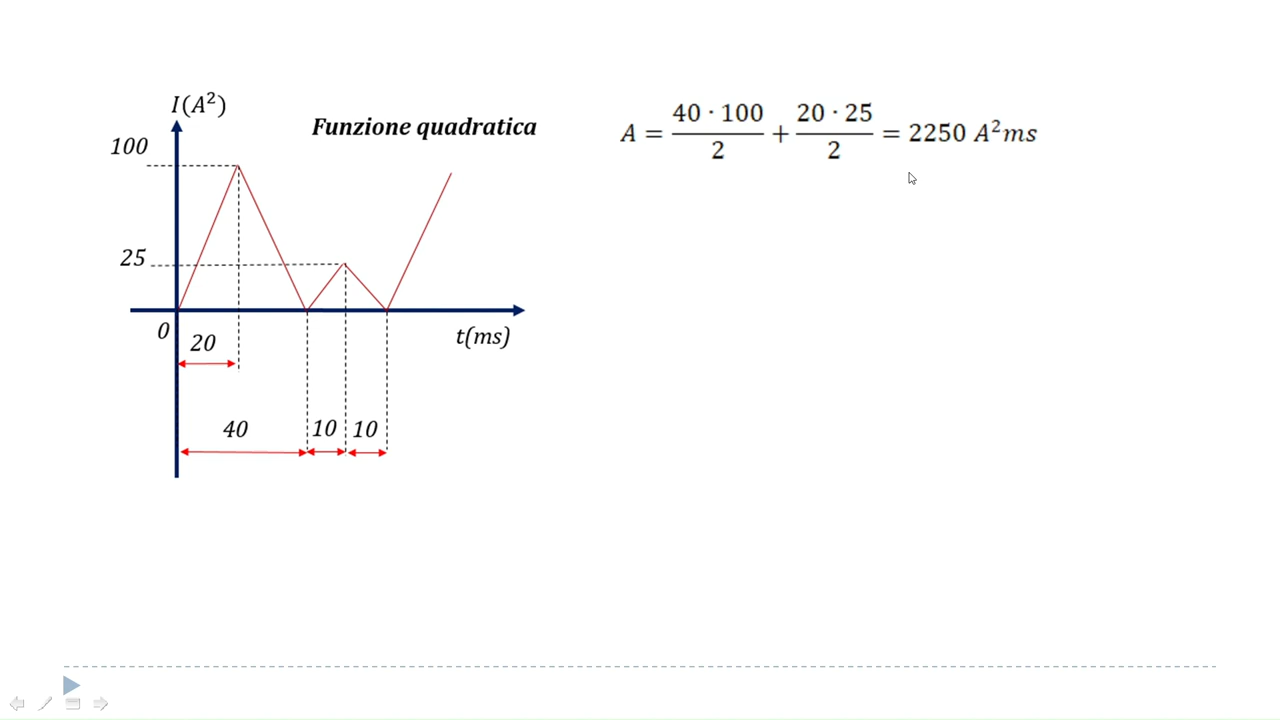 I(A²)
Funzione quadratica
100
25
0
20
t(ms)
40
10
10
A = 40 · 100 / 2 + 20 · 25 / 2 = 2250 A²ms